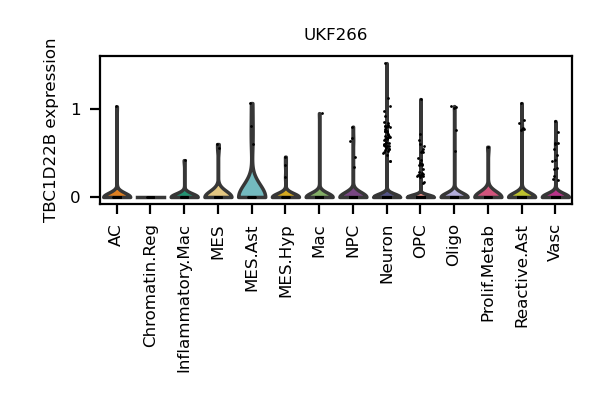 UKF266
TBC1D22B expression
1
0
AC
Chromatin.Reg
Inflammatory.Mac
MES
MES.Ast
MES.Hyp
Mac
NPC
Neuron
OPC
Oligo
Prolif.Metab
Reactive.Ast
Vasc